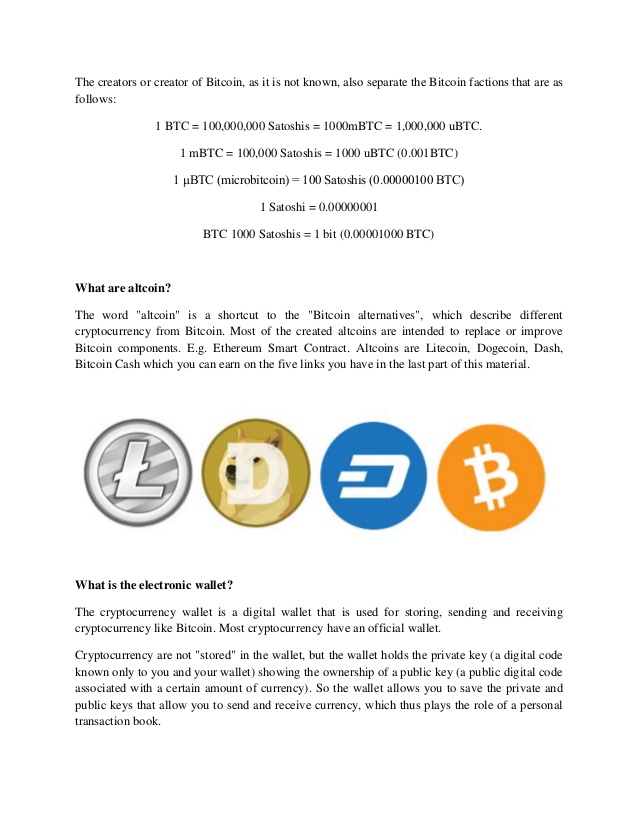 The creators or creator of Bitcoin, as it is not known, also separate the Bitcoin factions that are as
follows:
1 BTC = 100,000,000 Satoshis = 1000mBTC = 1,000,000 uBTC.
1 mBTC = 100,000 Satoshis = 1000 uBTC (0.001BTC)
1 μBTC (microbitcoin) = 100 Satoshis (0.00000100 BTC)
1 Satoshi = 0.00000001
BTC 1000 Satoshis = 1 bit (0.00001000 BTC)
What are altcoin?
The word "altcoin" is a shortcut to the "Bitcoin alternatives", which describe different
cryptocurrency from Bitcoin. Most of the created altcoins are intended to replace or improve
Bitcoin components. E.g. Ethereum Smart Contract. Altcoins are Litecoin, Dogecoin, Dash,
Bitcoin Cash which you can earn on the five links you have in the last part of this material.
What is the electronic wallet?
The cryptocurrency wallet is a digital wallet that is used for storing, sending and receiving
cryptocurrency like Bitcoin. Most cryptocurrency have an official wallet.
Cryptocurrency are not "stored" in the wallet, but the wallet holds the private key (a digital code
known only to you and your wallet) showing the ownership of a public key (a public digital code
associated with a certain amount of currency). So the wallet allows you to save the private and
public keys that allow you to send and receive currency, which thus plays the role of a personal
transaction book.